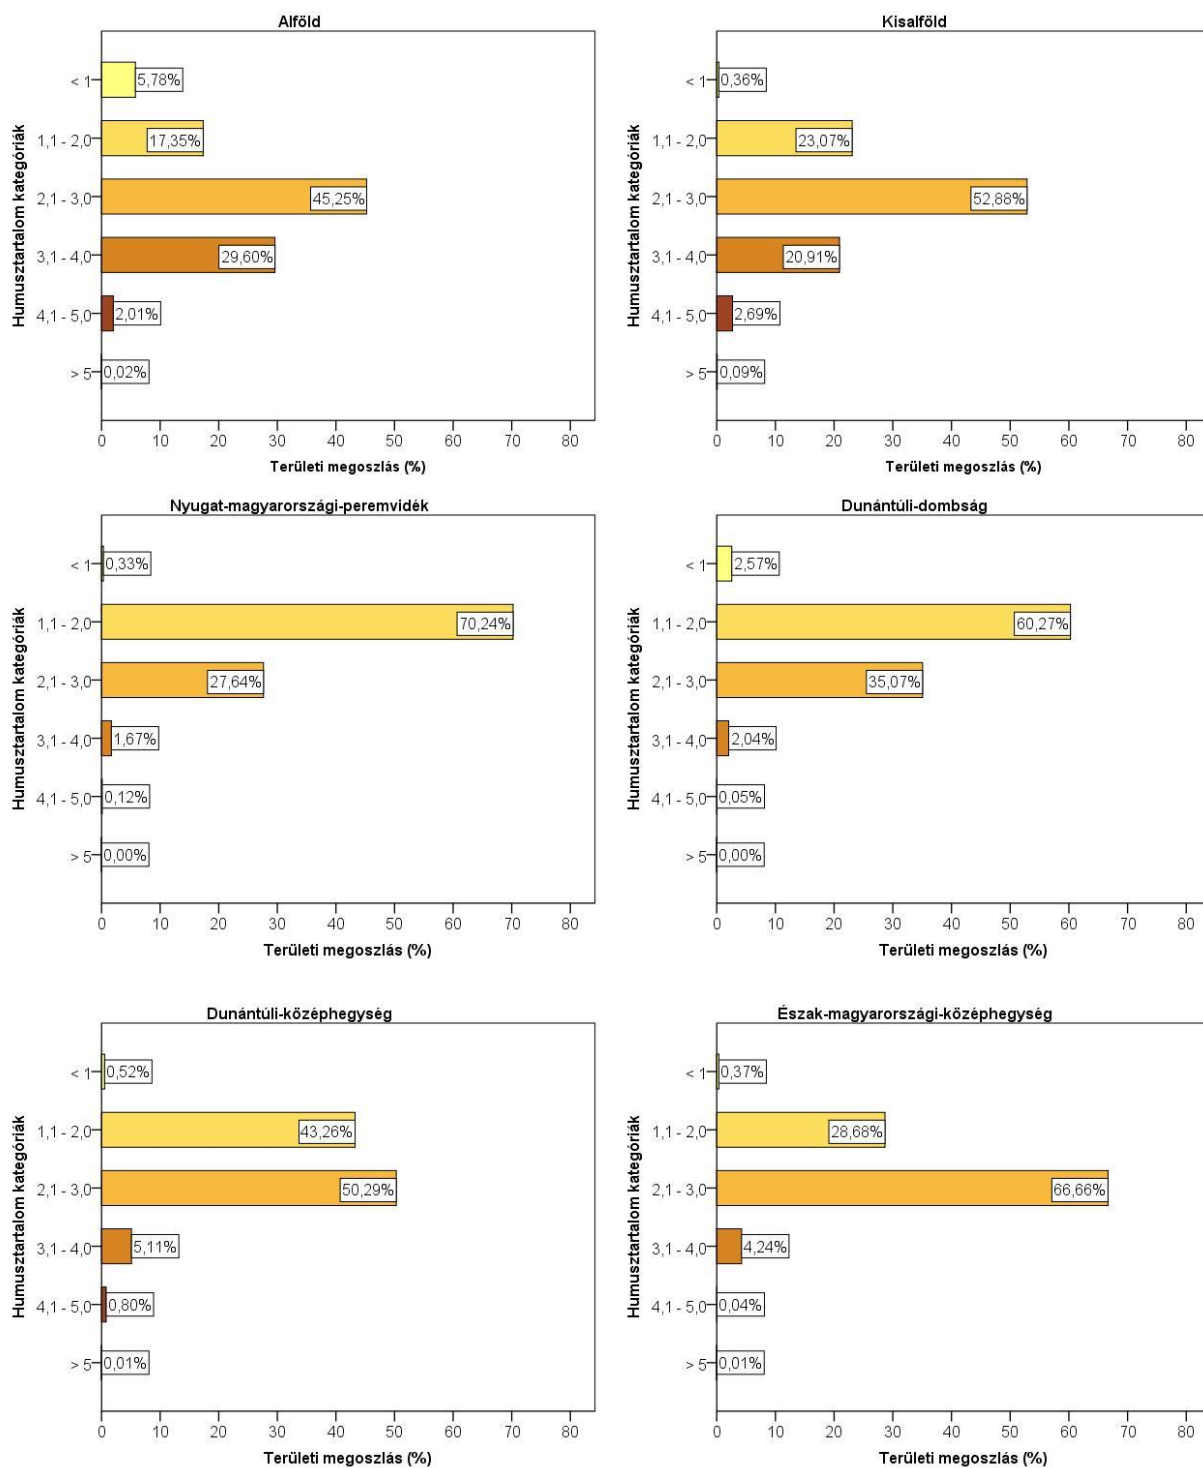 Alföld
Humusztartalom kategóriák
< 1
5,78%
1,1 - 2,0
17,35%
2,1 - 3,0
45,25%
3,1 - 4,0
29,60%
4,1 - 5,0
2,01%
> 5
0,02%
0 10 20 30 40 50 60 70 80
Területi megoszlás (%)
Kisalföld
Humusztartalom kategóriák
< 1
0,36%
1,1 - 2,0
23,07%
2,1 - 3,0
52,88%
3,1 - 4,0
20,91%
4,1 - 5,0
2,69%
> 5
0,09%
0 10 20 30 40 50 60 70 80
Területi megoszlás (%)
Nyugat-magyarországi-peremvidék
Humusztartalom kategóriák
< 1
0,33%
1,1 - 2,0
70,24%
2,1 - 3,0
27,64%
3,1 - 4,0
1,67%
4,1 - 5,0
0,12%
> 5
0,00%
0 10 20 30 40 50 60 70 80
Területi megoszlás (%)
Dunántúli-dombság
Humusztartalom kategóriák
< 1
2,57%
1,1 - 2,0
60,27%
2,1 - 3,0
35,07%
3,1 - 4,0
2,04%
4,1 - 5,0
0,05%
> 5
0,00%
0 10 20 30 40 50 60 70 80
Területi megoszlás (%)
Dunántúli-középhegység
Humusztartalom kategóriák
< 1
0,52%
1,1 - 2,0
43,26%
2,1 - 3,0
50,29%
3,1 - 4,0
5,11%
4,1 - 5,0
0,80%
> 5
0,01%
0 10 20 30 40 50 60 70 80
Területi megoszlás (%)
Észak-magyarországi-középhegység
Humusztartalom kategóriák
< 1
0,37%
1,1 - 2,0
28,68%
2,1 - 3,0
66,66%
3,1 - 4,0
4,24%
4,1 - 5,0
0,04%
> 5
0,01%
0 10 20 30 40 50 60 70 80
Területi megoszlás (%)